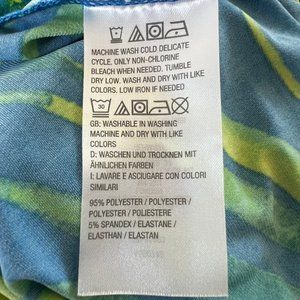 MACHINE WASH COLD DELICATE
CYCLE, ONLY NON-CHLORINE
BLEACH WHEN NEEDED. TUMBLE
DRY LOW. WASH AND DRY WITH LIKE
COLORS. LOW IRON IF NEEDED
30
GB: WASHABLE IN WASHING
MACHINE AND DRY WITH LIKE
COLORS
D: WASCHEN UND TROCKNEN MIT
ÄHNLICHEN FARBEN
I: LAVARE E ASCIUGARE CON COLORI
SIMILARI
95% POLYESTER / POLYESTER /
POLYESTER / POLIESTERE
5% SPANDEX / ELASTANE /
ELASTHAN / ELASTAN